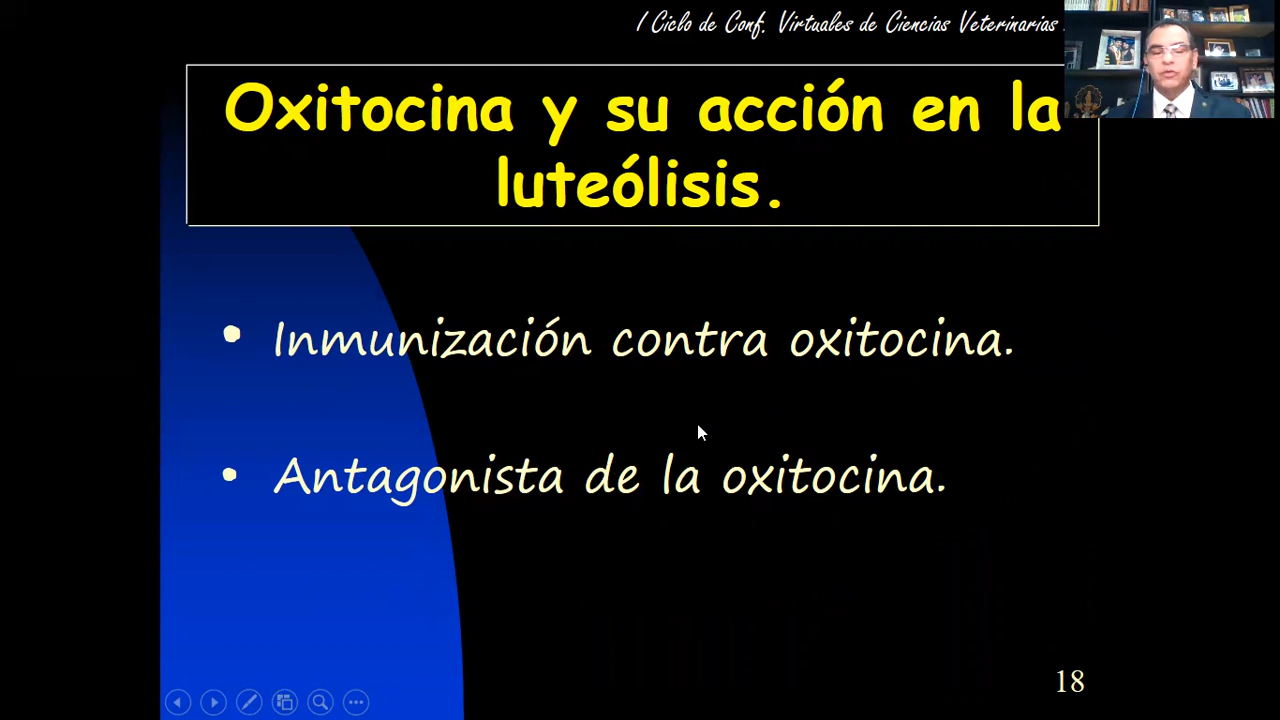 I Ciclo de Conf. Virtuales de Ciencias Veterinarias
Oxitocina y su acción en la
luteólisis.
• Inmunización contra oxitocina.
• Antagonista de la oxitocina.
18